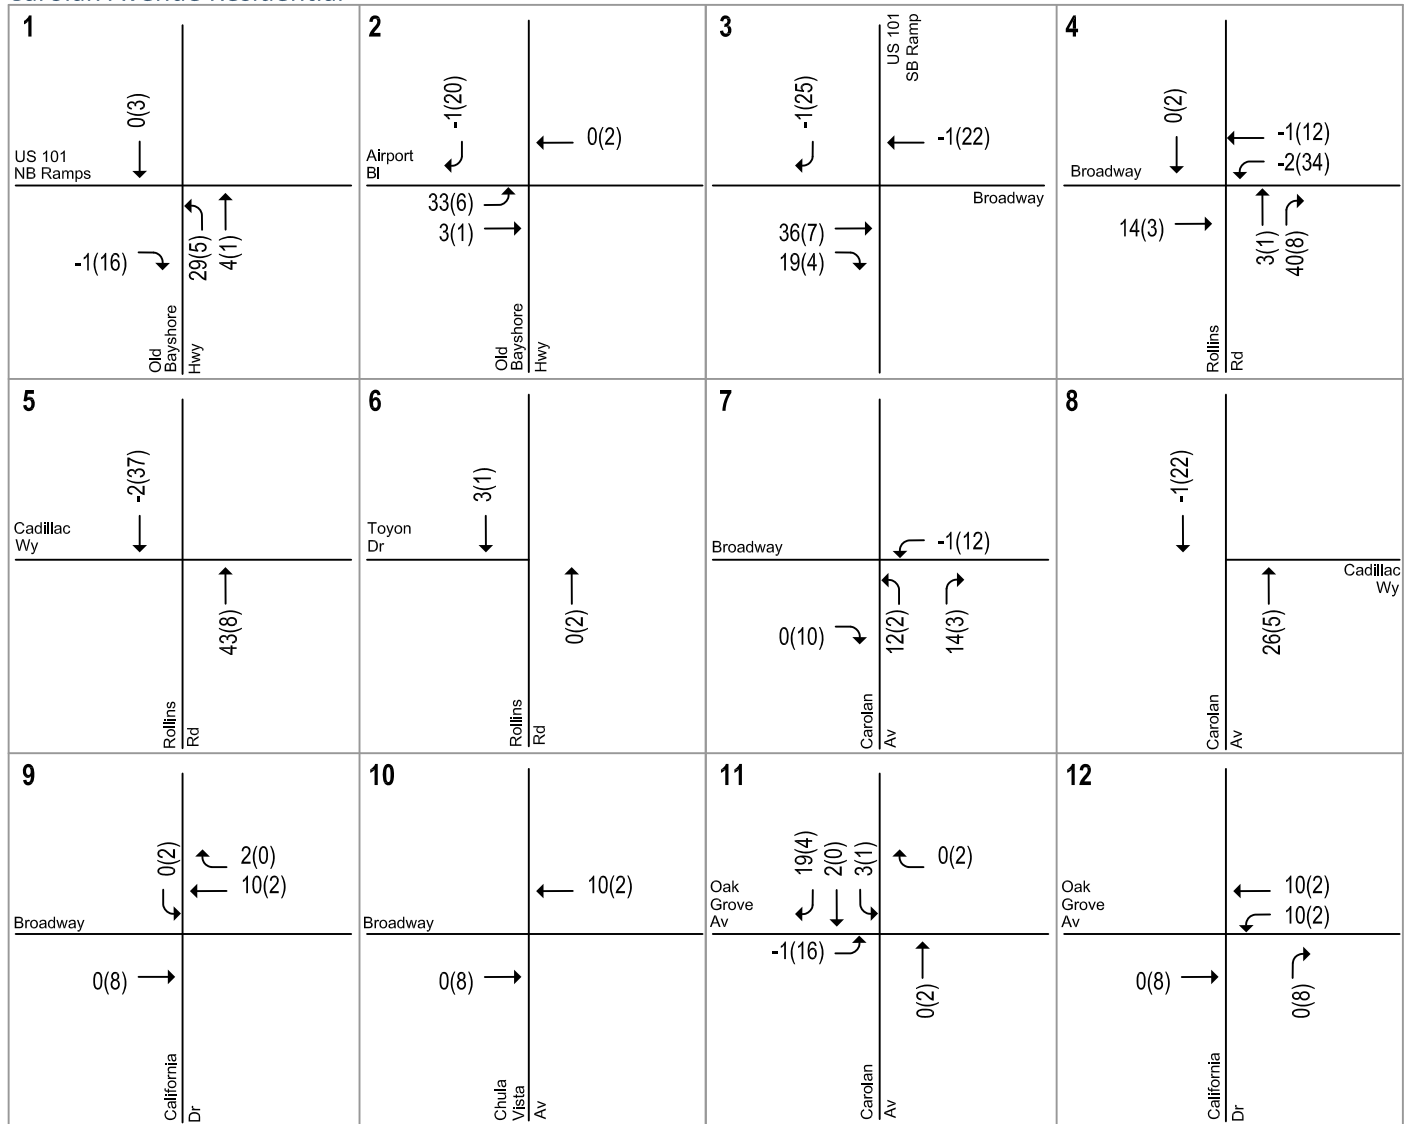 Carolan Avenue Residential
1
0(3)
US 101
NB Ramps
-1(16)
29(5)
4(1)
Old
Bayshore
Hwy
2
-1(20)
0(2)
Airport
Bl
33(6)
3(1)
Old
Bayshore
Hwy
3
US 101
SB Ramp
-1(25)
-1(22)
Broadway
36(7)
19(4)
4
0(2)
-1(12)
-2(34)
Broadway
14(3)
3(1)
40(8)
Rollins
Rd
5
-2(37)
Cadillac
Wy
43(8)
Rollins
Rd
6
3(1)
Toyon
Dr
0(2)
Rollins
Rd
7
Broadway
-1(12)
0(10)
12(2)
14(3)
Carolan
Av
8
-1(22)
Cadillac
Wy
26(5)
Carolan
Av
9
0(2)
2(0)
10(2)
Broadway
0(8)
California
Dr
10
10(2)
Broadway
0(8)
Chula
Vista
Av
11
19(4)
2(0)
3(1)
0(2)
Oak
Grove
Av
-1(16)
0(2)
Carolan
Av
12
Oak
Grove
Av
10(2)
10(2)
0(8)
0(8)
California
Dr